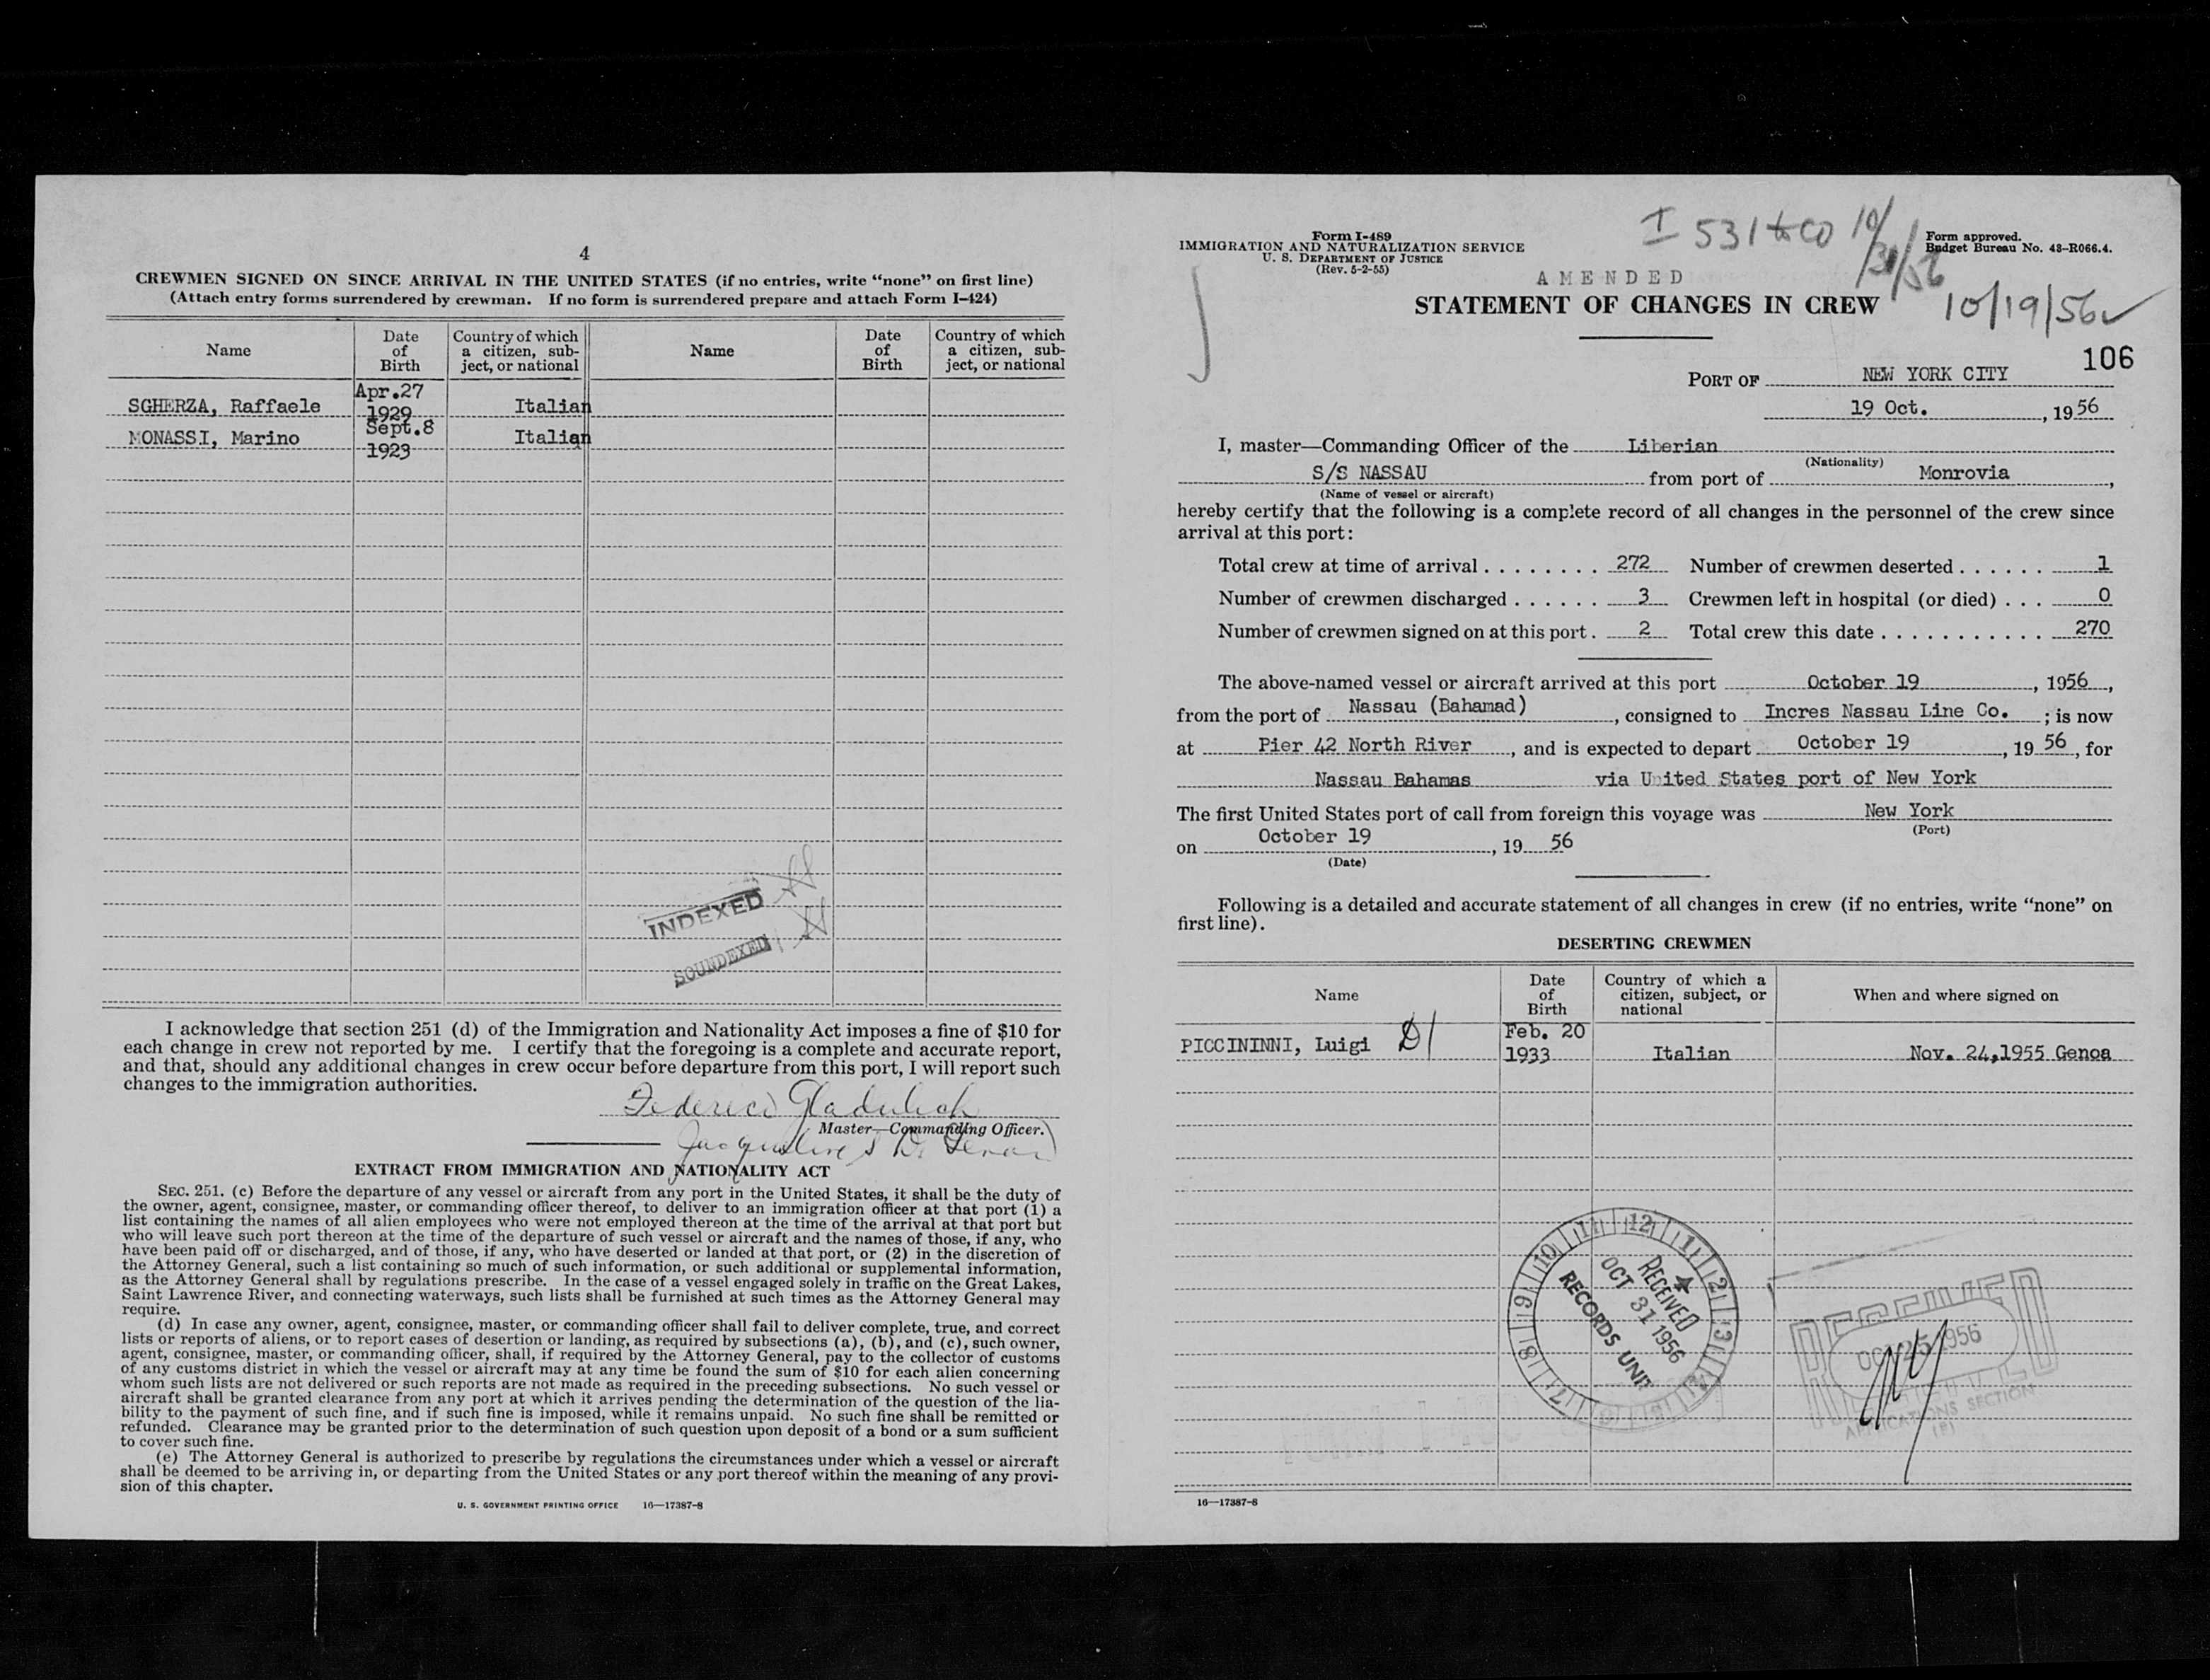 4
CREWMEN SIGNED ON SINCE ARRIVAL IN THE UNITED STATES (if no entries, write “none” on first line)
(Attach entry forms surrendered by crewman. If no form is surrendered prepare and attach Form I–424)
Name | Date of Birth | Country of which a citizen, subject, or national | Name | Date of Birth | Country of which a citizen, subject, or national
SGHERZA, Raffaele | Apr.27 1929 | Italian
MONASSI, Marino | Sept.8 1923 | Italian
INDEXED
SOUNDEXED
I acknowledge that section 251 (d) of the Immigration and Nationality Act imposes a fine of $10 for
each change in crew not reported by me. I certify that the foregoing is a complete and accurate report,
and that, should any additional changes in crew occur before departure from this port, I will report such
changes to the immigration authorities.
Master—Commanding Officer.
EXTRACT FROM IMMIGRATION AND NATIONALITY ACT
SEC. 251. (c) Before the departure of any vessel or aircraft from any port in the United States, it shall be the duty of
the owner, agent, consignee, master, or commanding officer thereof, to deliver to an immigration officer at that port (1) a
list containing the names of all alien employees who were not employed thereon at the time of the arrival at that port but
who will leave such port thereon at the time of the departure of such vessel or aircraft and the names of those, if any, who
have been paid off or discharged, and of those, if any, who have deserted or landed at that port, or (2) in the discretion of
the Attorney General, such a list containing so much of such information, or such additional or supplemental information,
as the Attorney General shall by regulations prescribe. In the case of a vessel engaged solely in traffic on the Great Lakes,
Saint Lawrence River, and connecting waterways, such lists shall be furnished at such times as the Attorney General may
require.
(d) In case any owner, agent, consignee, master, or commanding officer shall fail to deliver complete, true, and correct
lists or reports of aliens, or to report cases of desertion or landing, as required by subsections (a), (b), and (c), such owner,
agent, consignee, master, or commanding officer, shall, if required by the Attorney General, pay to the collector of customs
of any customs district in which the vessel or aircraft may at any time be found the sum of $10 for each alien concerning
whom such lists are not delivered or such reports are not made as required in the preceding subsections. No such vessel or
aircraft shall be granted clearance from any port at which it arrives pending the determination of the question of the lia-
bility to the payment of such fine, and if such fine is imposed, while it remains unpaid. No such fine shall be remitted or
refunded. Clearance may be granted prior to the determination of such question upon deposit of a bond or a sum sufficient
to cover such fine.
(e) The Attorney General is authorized to prescribe by regulations the circumstances under which a vessel or aircraft
shall be deemed to be arriving in, or departing from the United States or any port thereof within the meaning of any provi-
sion of this chapter.
U. S. GOVERNMENT PRINTING OFFICE 16—17387-8
Form I-489
IMMIGRATION AND NATURALIZATION SERVICE
U. S. DEPARTMENT OF JUSTICE
(Rev. 5-2-55)
I 531 to CO 10/31/56
Form approved.
Budget Bureau No. 43-R066.4.
AMENDED
STATEMENT OF CHANGES IN CREW
10/19/56
106
PORT OF NEW YORK CITY
19 Oct. , 19 56
I, master—Commanding Officer of the Liberian
(Nationality)
S/S NASSAU from port of Monrovia ,
(Name of vessel or aircraft)
hereby certify that the following is a complete record of all changes in the personnel of the crew since
arrival at this port:
Total crew at time of arrival . . . . . . . . 272 Number of crewmen deserted . . . . . . 1
Number of crewmen discharged . . . . . . 3 Crewmen left in hospital (or died) . . . 0
Number of crewmen signed on at this port . 2 Total crew this date . . . . . . . . . . . 270
The above-named vessel or aircraft arrived at this port October 19 , 1956 ,
from the port of Nassau (Bahamad) , consigned to Incres Nassau Line Co. ; is now
at Pier 42 North River , and is expected to depart October 19 , 19 56 , for
Nassau Bahamas via United States port of New York
The first United States port of call from foreign this voyage was New York
(Port)
on October 19 , 19 56
(Date)
Following is a detailed and accurate statement of all changes in crew (if no entries, write “none” on
first line).
DESERTING CREWMEN
Name | Date of Birth | Country of which a citizen, subject, or national | When and where signed on
PICCININNI, Luigi | Feb. 20 1933 | Italian | Nov. 24,1955 Genoa
12 1 2 3 7 8 9 10 11
RECEIVED
OCT 31 1956
RECORDS UNIT
RECEIVED
OCT 25 1956
16—17387-8